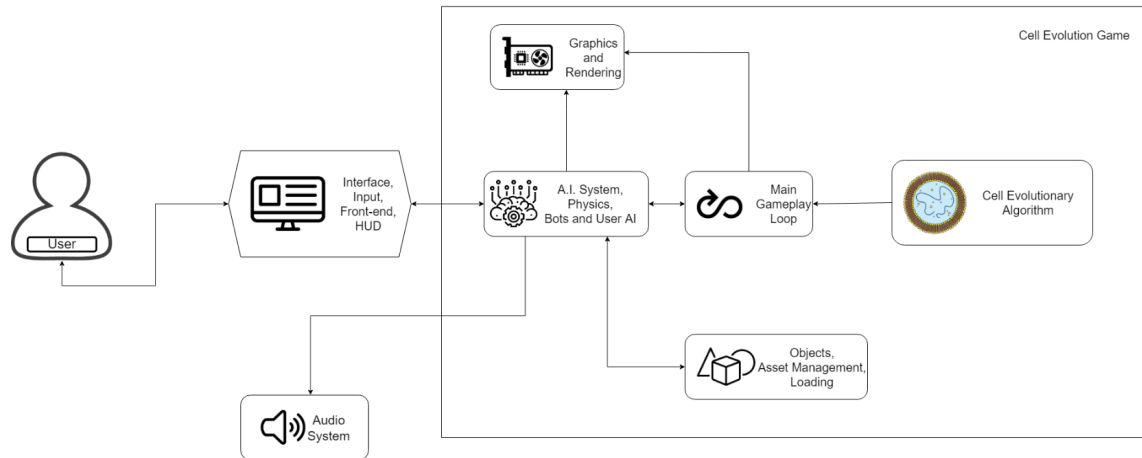 Cell Evolution Game
Graphics
and
Rendering
User
Interface,
Input,
Front-end,
HUD
A.I. System,
Physics,
Bots and User AI
Main
Gameplay
Loop
Cell Evolutionary
Algorithm
Objects,
Asset Management,
Loading
Audio
System